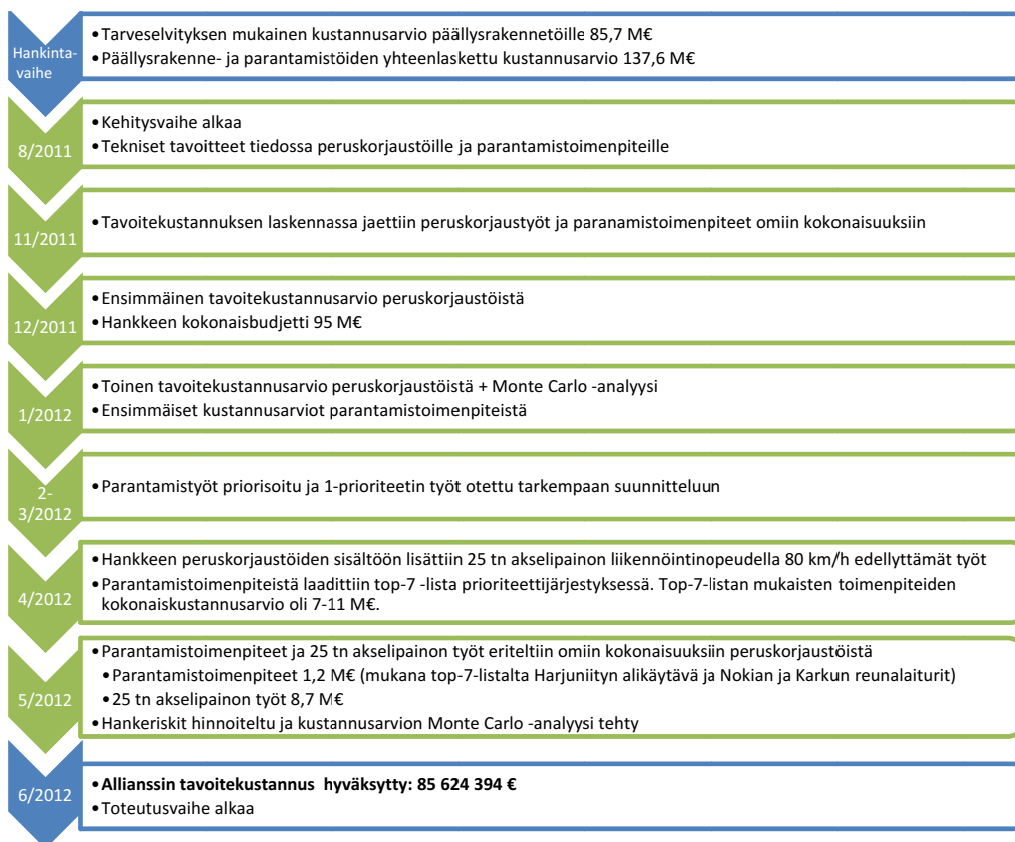 Hankinta-
vaihe
• Tarveselvityksen mukainen kustannusarvio päällysrakennetöille 85,7 M€
• Päällysrakenne- ja parantamistöiden yhteenlaskettu kustannusarvio 137,6 M€
8/2011
• Kehitysvaihe alkaa
• Tekniset tavoitteet tiedossa peruskorjaustöille ja parantamistoimenpiteille
11/2011
• Tavoitekustannuksen laskennassa jaettiin peruskorjaustyöt ja paranamistoimenpiteet omiin kokonaisuuksiin
12/2011
• Ensimmäinen tavoitekustannusarvio peruskorjaustöistä
• Hankkeen kokonaisbudjetti 95 M€
1/2012
• Toinen tavoitekustannusarvio peruskorjaustöistä + Monte Carlo -analyysi
• Ensimmäiset kustannusarviot parantamistoimenpiteistä
2-
3/2012
• Parantamistyöt priorisoitu ja 1-prioriteetin työt otettu tarkempaan suunnitteluun
4/2012
• Hankkeen peruskorjaustöiden sisältöön lisättiin 25 tn akselipainon liikennöintinopeudella 80 km/h edellyttämät työt
• Parantamistoimenpiteistä laadittiin top-7 -lista prioriteettijärjestyksessä. Top-7-listan mukaisten toimenpiteiden
kokonaiskustannusarvio oli 7-11 M€.
5/2012
• Parantamistoimenpiteet ja 25 tn akselipainon työt eriteltiin omiin kokonaisuuksiin peruskorjaustöistä
• Parantamistoimenpiteet 1,2 M€ (mukana top-7-listalta Harjuniityn alikäytävä ja Nokian ja Karkun reunalaiturit)
• 25 tn akselipainon työt 8,7 M€
• Hankeriskit hinnoiteltu ja kustannusarvion Monte Carlo -analyysi tehty
6/2012
• Allianssin tavoitekustannus hyväksytty: 85 624 394 €
• Toteutusvaihe alkaa